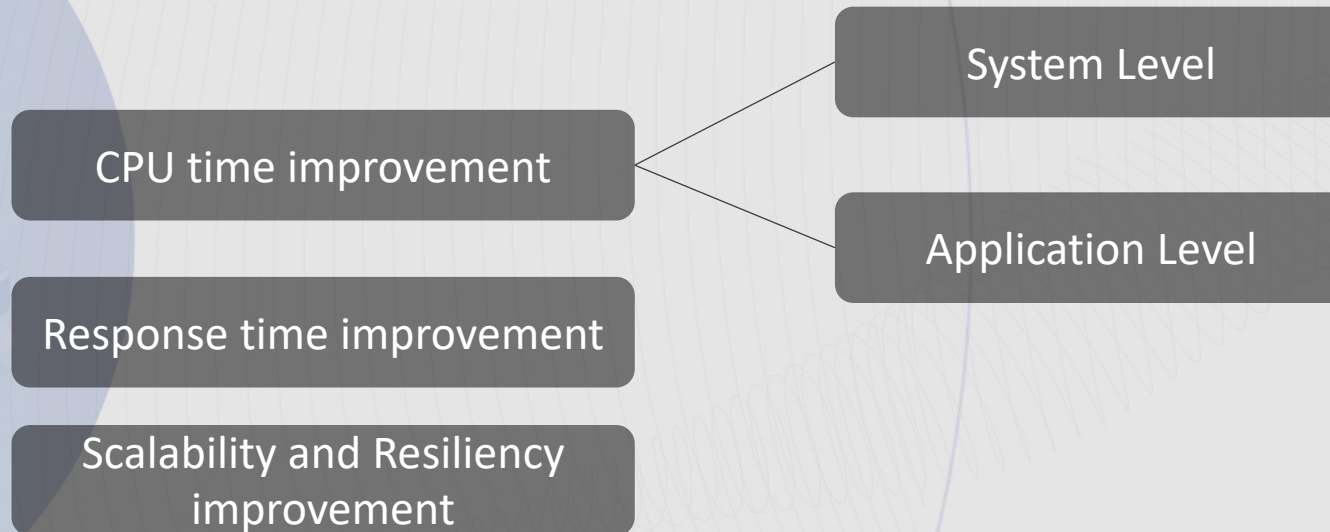 CPU time improvement
System Level
Application Level
Response time improvement
Scalability and Resiliency
improvement